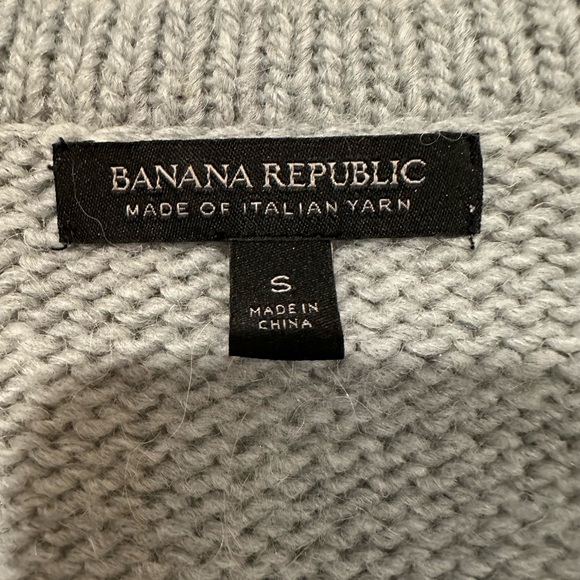 BANANA REPUBLIC
MADE OF ITALIAN YARN
S
MADE IN
CHINA